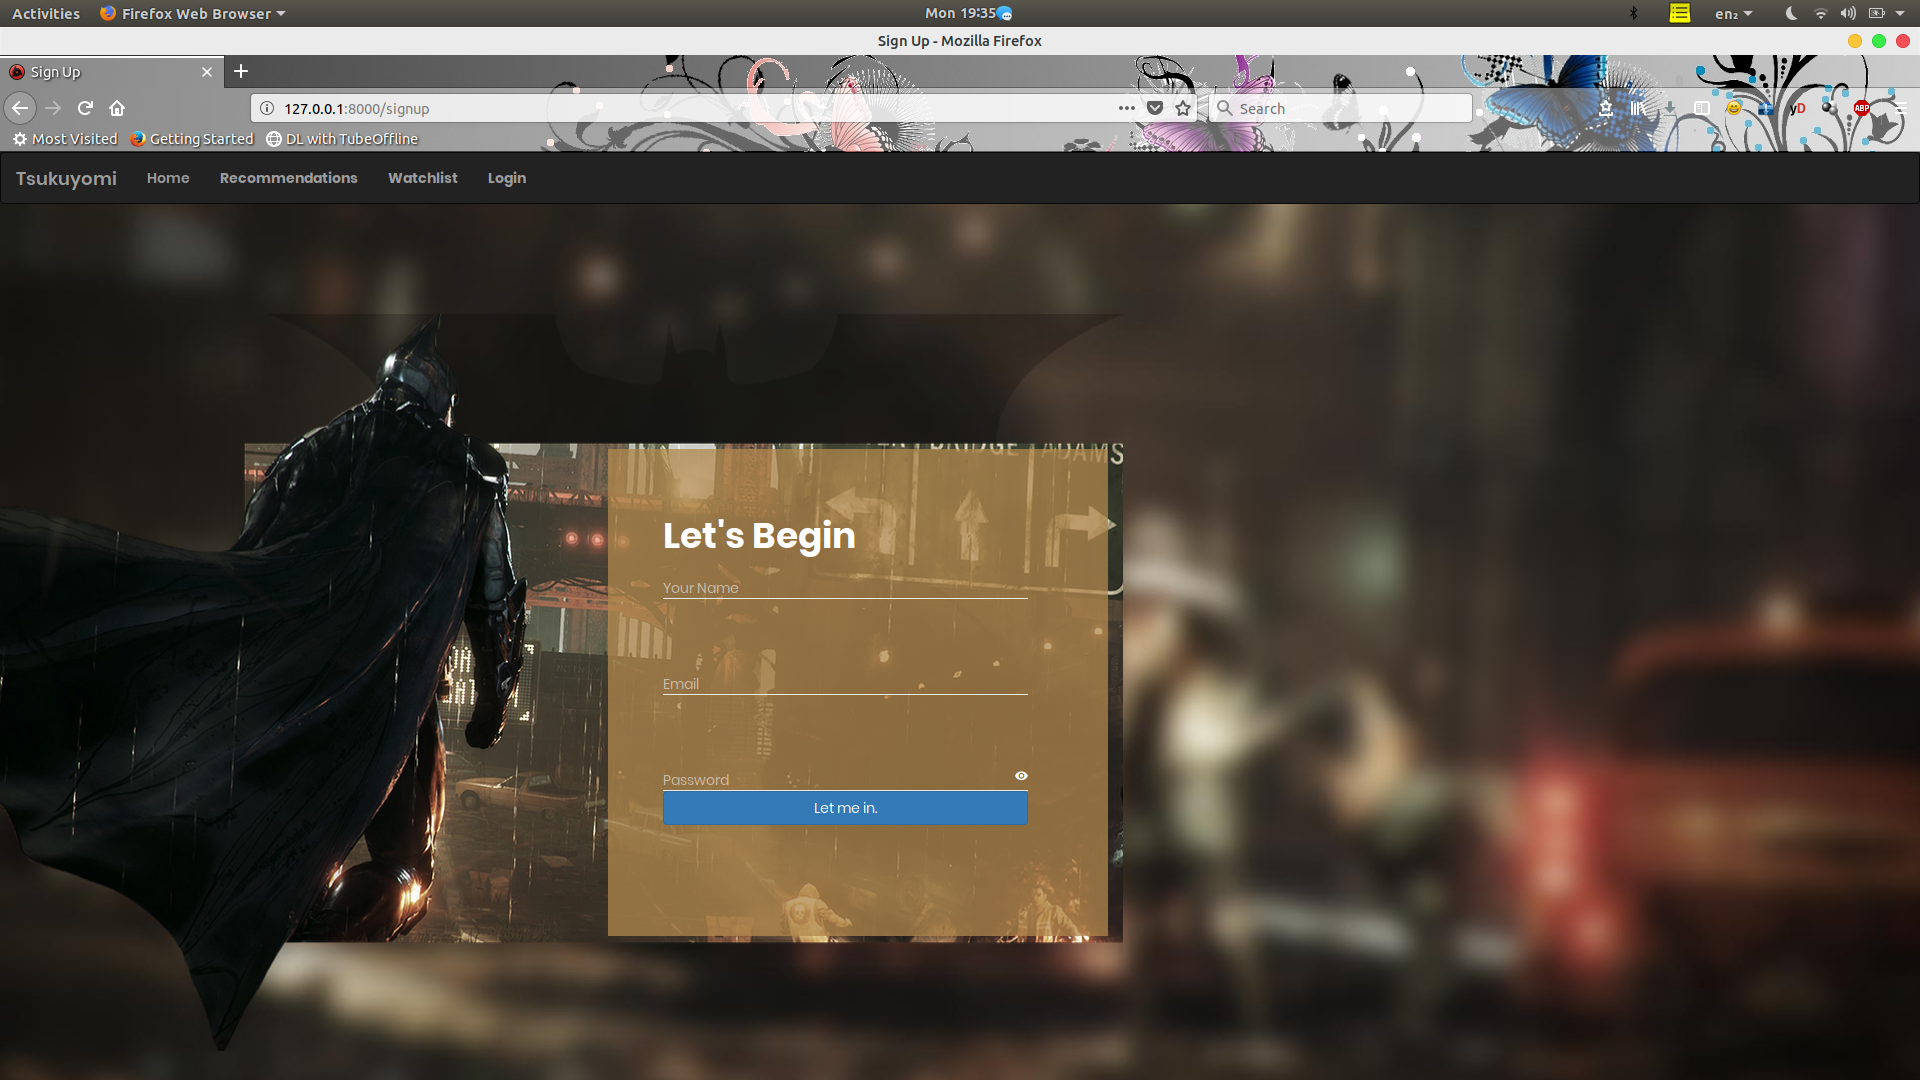 Activities Firefox Web Browser Mon 19:35 en₂
Sign Up - Mozilla Firefox
Sign Up
127.0.0.1:8000/signup Search
ABP
Most Visited Getting Started DL with TubeOffline
Tsukuyomi Home Recommendations Watchlist Login
ADAMS
Let's Begin
Your Name
Email
Password
Let me in.